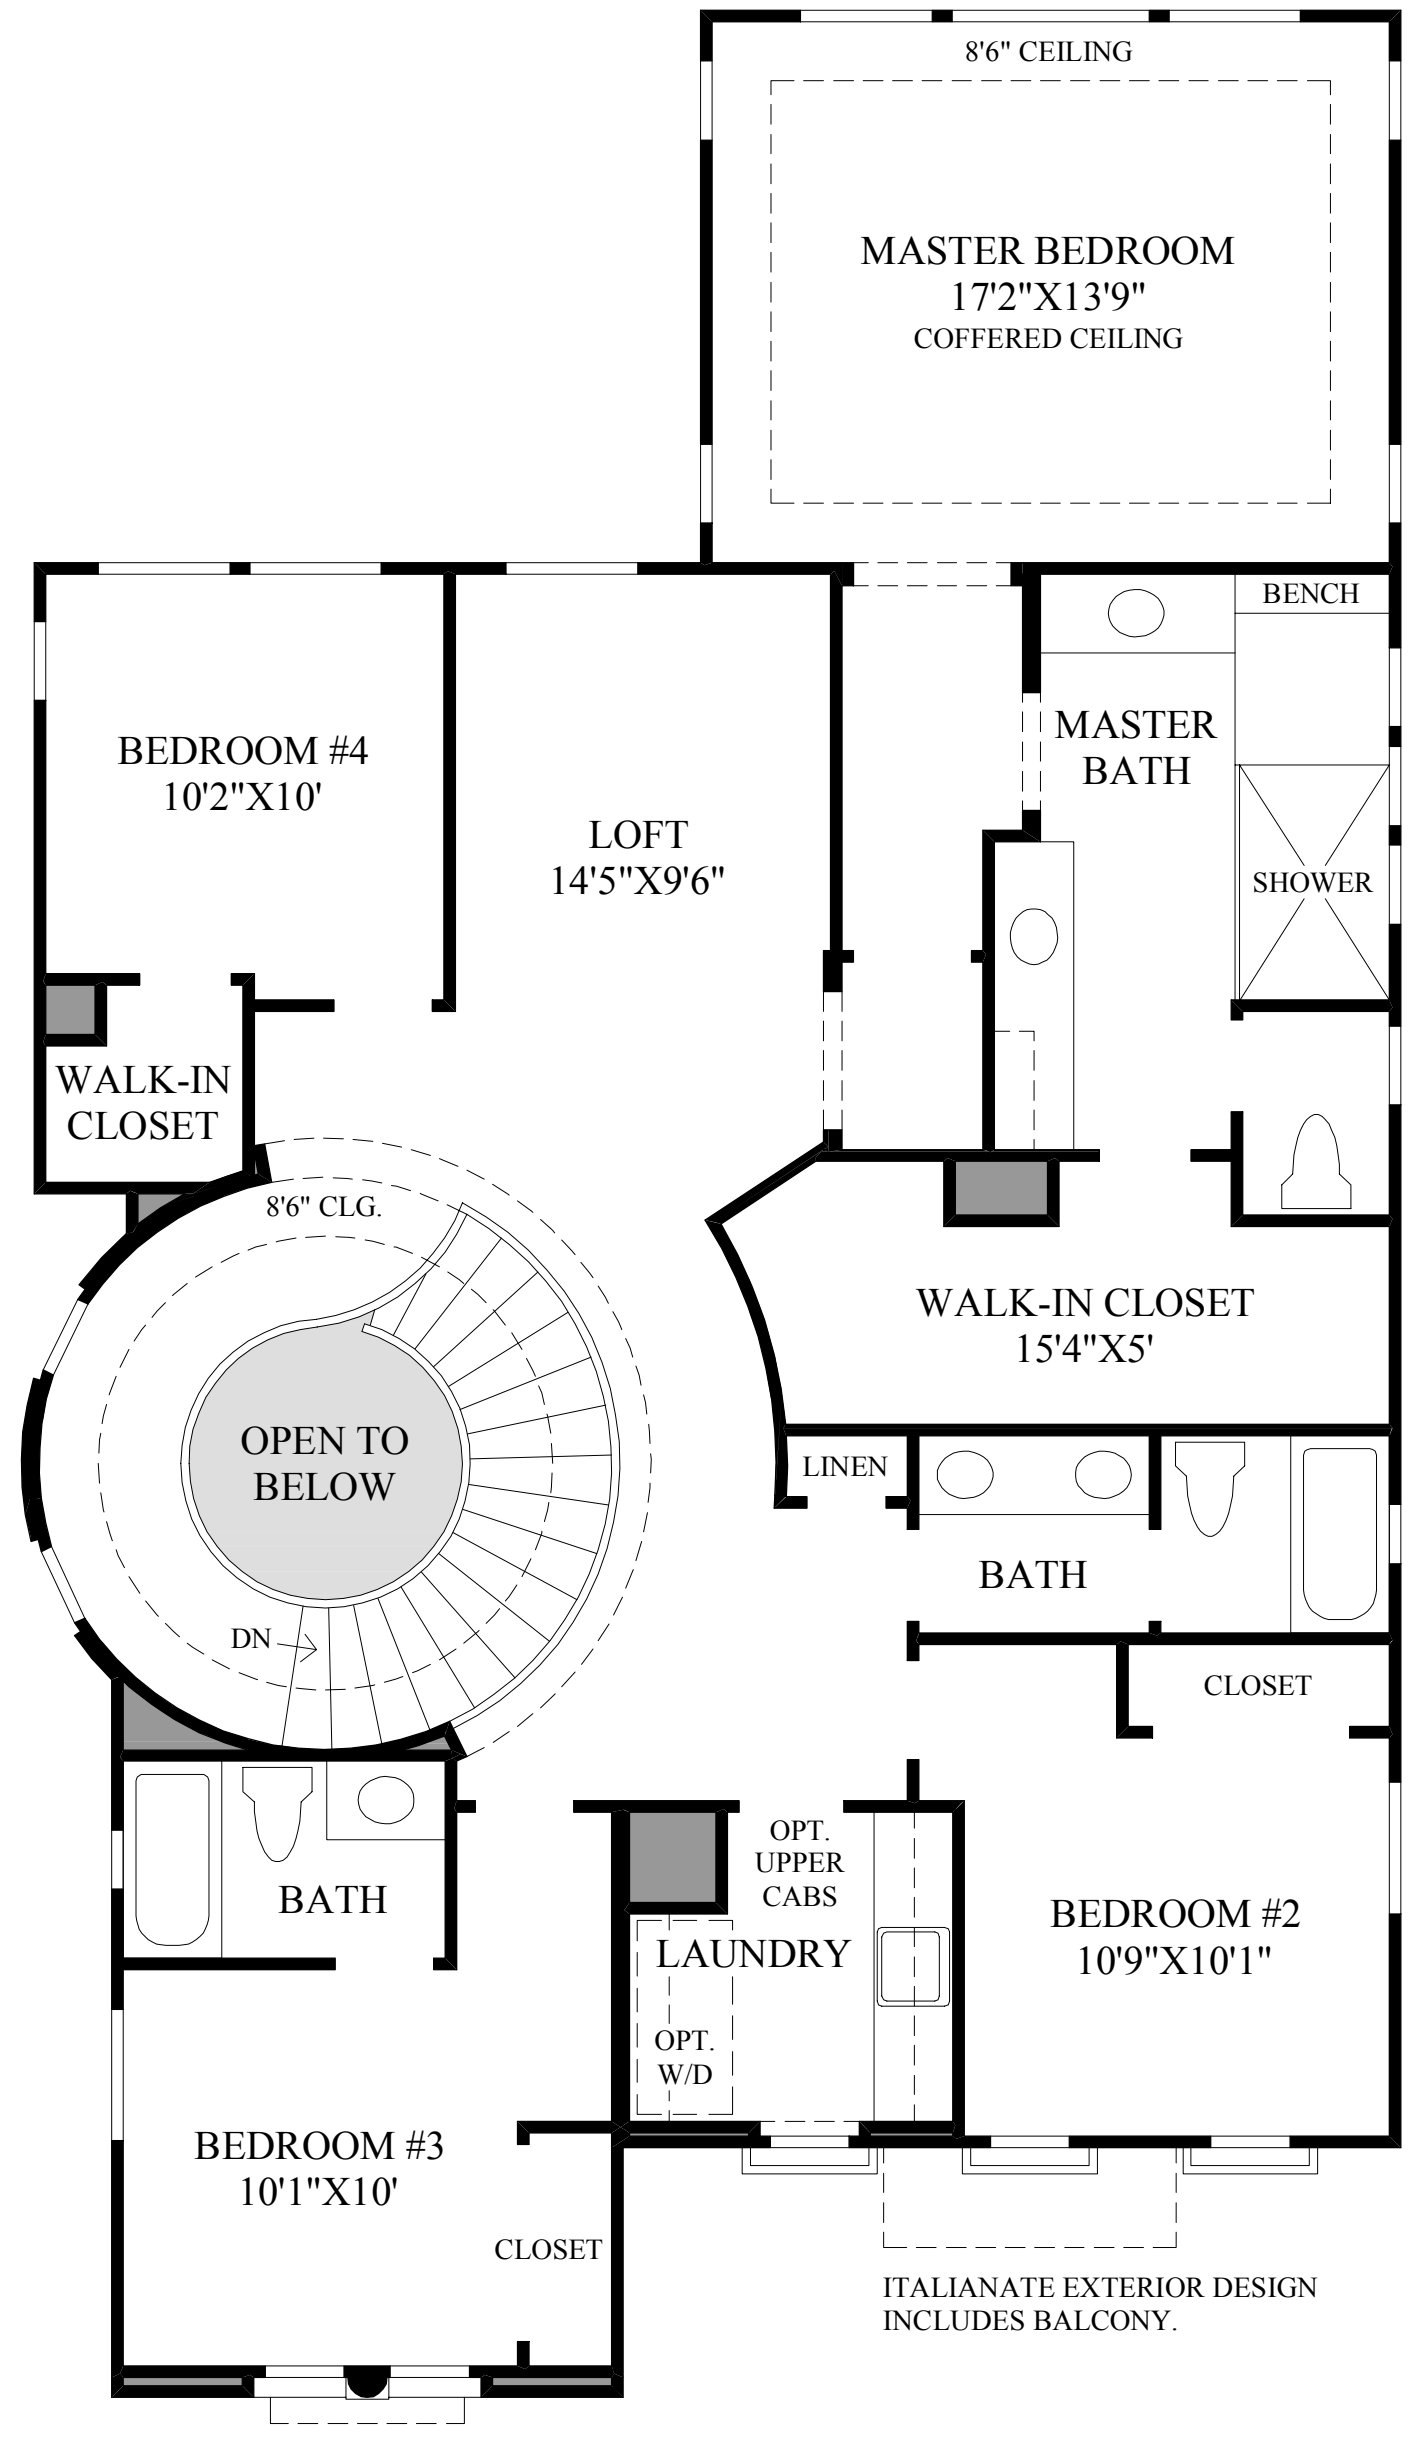 8'6" CEILING
MASTER BEDROOM
17'2"X13'9"
COFFERED CEILING
BENCH
MASTER
BATH
BEDROOM #4
10'2"X10'
LOFT
14'5"X9'6"
SHOWER
WALK-IN
CLOSET
8'6" CLG.
WALK-IN CLOSET
15'4"X5'
OPEN TO
BELOW
LINEN
BATH
DN
CLOSET
OPT.
UPPER
CABS
BATH
BEDROOM #2
10'9"X10'1"
LAUNDRY
OPT.
W/D
BEDROOM #3
10'1"X10'
CLOSET
ITALIANATE EXTERIOR DESIGN
INCLUDES BALCONY.